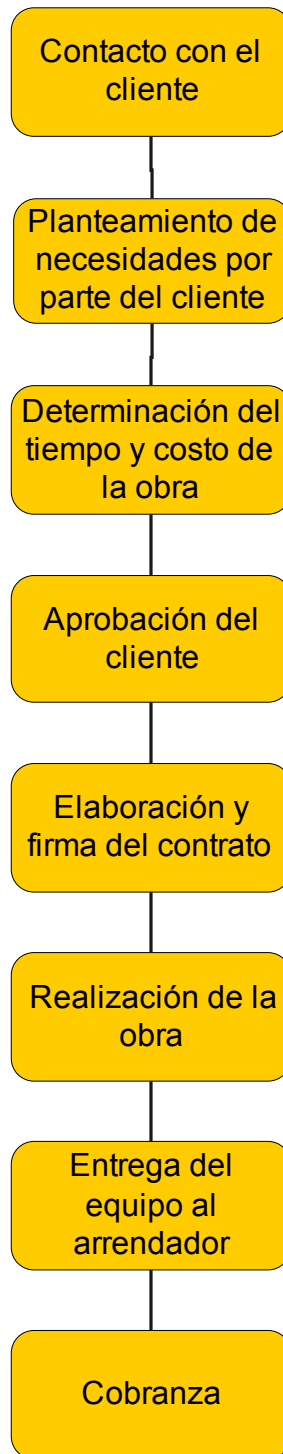 Contacto con el
cliente
Planteamiento de
necesidades por
parte del cliente
Determinación del
tiempo y costo de
la obra
Aprobación del
cliente
Elaboración y
firma del contrato
Realización de la
obra
Entrega del
equipo al
arrendador
Cobranza